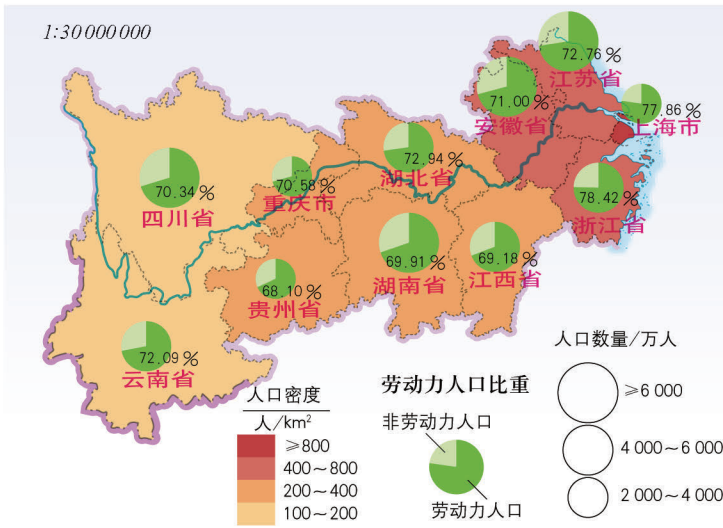 1:30 000 000
72.76%
江苏省
71.00%
安徽省
77.86%
上海市
72.94%
湖北省
70.34%
四川省
70.58%
重庆市
78.42%
浙江省
69.91%
湖南省
69.18%
江西省
68.10%
贵州省
72.09%
云南省
人口密度
人/km²
≥800
400～800
200～400
100～200
劳动力人口比重
非劳动力人口
劳动力人口
人口数量/万人
≥6 000
4 000～6 000
2 000～4 000